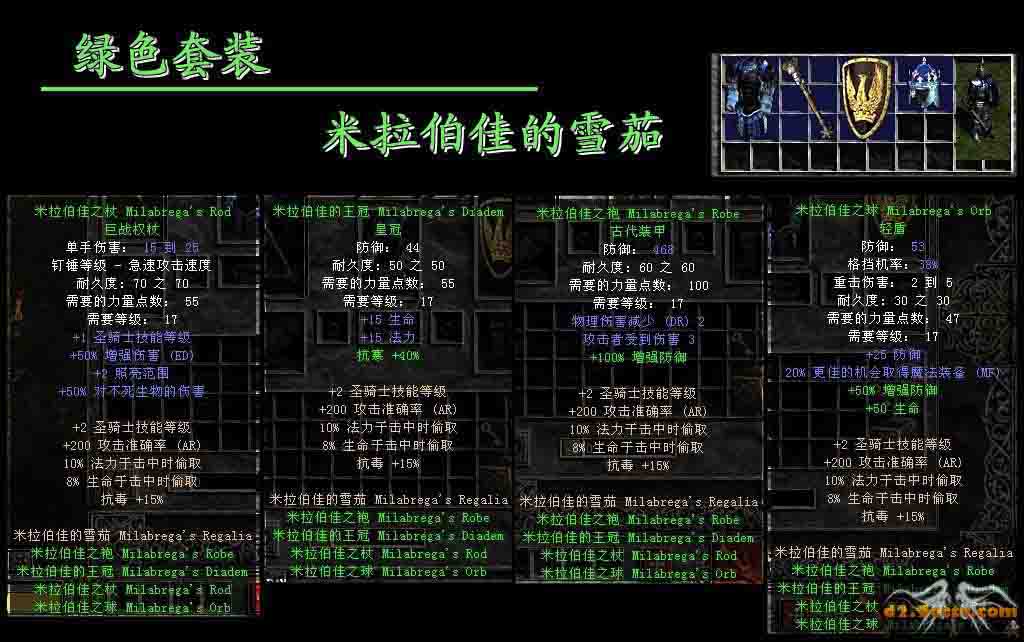 绿色套装
米拉伯佳的雪茄
米拉伯佳之杖 Milabrega's Rod
巨战权杖
单手伤害: 15 到 25
钉捶等级 - 急速攻击速度
耐久度: 70 之 70
需要的力量点数: 55
需要等级: 17
+1 圣骑士技能等级
+50% 增强伤害 (ED)
+2 照亮范围
+50% 对不死生物的伤害
+2 圣骑士技能等级
+200 攻击准确率 (AR)
10% 法力于击中时偷取
8% 生命于击中时偷取
抗毒 +15%
米拉伯佳的雪茄 Milabrega's Regalia
米拉伯佳之袍 Milabrega's Robe
米拉伯佳的王冠 Milabrega's Diadem
米拉伯佳之杖 Milabrega's Rod
米拉伯佳之球 Milabrega's Orb
米拉伯佳的王冠 Milabrega's Diadem
皇冠
防御: 44
耐久度: 50 之 50
需要的力量点数: 55
需要等级: 17
+15 生命
+15 法力
抗寒 +40%
+2 圣骑士技能等级
+200 攻击准确率 (AR)
10% 法力于击中时偷取
8% 生命于击中时偷取
抗毒 +15%
米拉伯佳的雪茄 Milabrega's Regalia
米拉伯佳之袍 Milabrega's Robe
米拉伯佳的王冠 Milabrega's Diadem
米拉伯佳之杖 Milabrega's Rod
米拉伯佳之球 Milabrega's Orb
米拉伯佳之袍 Milabrega's Robe
古代装甲
防御: 468
耐久度: 60 之 60
需要的力量点数: 100
需要等级: 17
物理伤害减少 (DR) 2
攻击者受到伤害 3
+100% 增强防御
+2 圣骑士技能等级
+200 攻击准确率 (AR)
10% 法力于击中时偷取
8% 生命于击中时偷取
抗毒 +15%
米拉伯佳的雪茄 Milabrega's Regalia
米拉伯佳之袍 Milabrega's Robe
米拉伯佳的王冠 Milabrega's Diadem
米拉伯佳之杖 Milabrega's Rod
米拉伯佳之球 Milabrega's Orb
米拉伯佳之球 Milabrega's Orb
轻盾
防御: 53
格挡机率: 38%
重击伤害: 2 到 5
耐久度: 30 之 30
需要的力量点数: 47
需要等级: 17
+25 防御
20% 更佳的机会取得魔法装备 (MF)
+50% 增强防御
+50 生命
+2 圣骑士技能等级
+200 攻击准确率 (AR)
10% 法力于击中时偷取
8% 生命于击中时偷取
抗毒 +15%
米拉伯佳的雪茄 Milabrega's Regalia
米拉伯佳之袍 Milabrega's Robe
米拉伯佳的王冠
米拉伯佳之杖
米拉伯佳之球